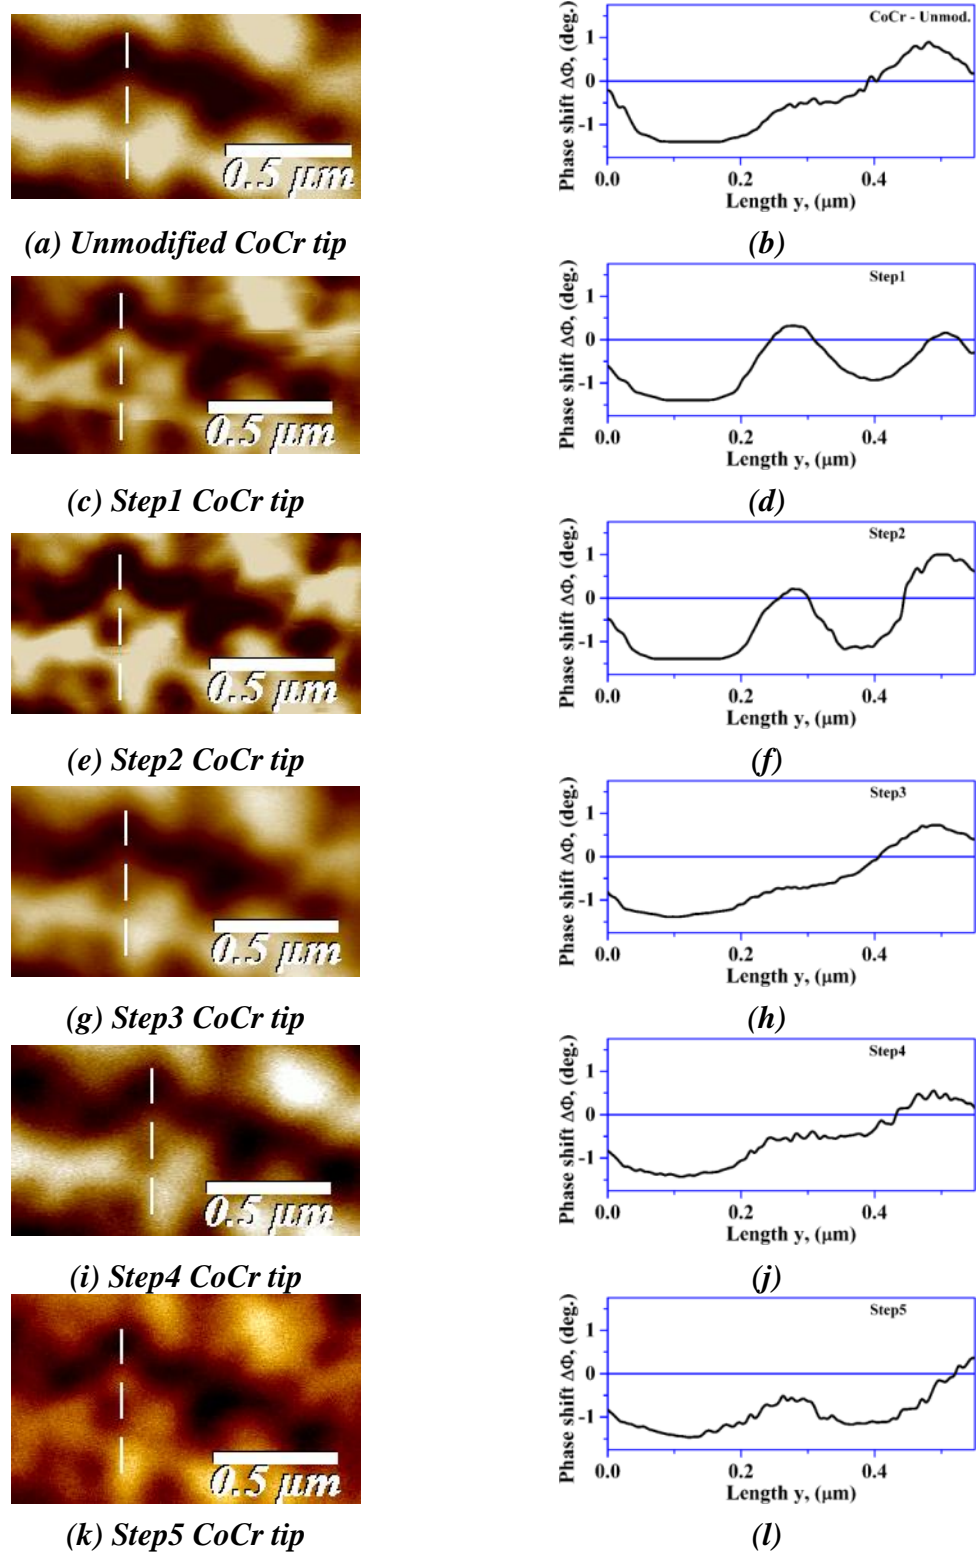 CoCr - Unmod.
Phase shift ΔΦ, (deg.)
1
0
-1
0.0 0.2 0.4
Length y, (μm)
0.5 μm
(a) Unmodified CoCr tip
(b)
Step1
Phase shift ΔΦ, (deg.)
1
0
-1
0.0 0.2 0.4
Length y, (μm)
0.5 μm
(c) Step1 CoCr tip
(d)
Step2
Phase shift ΔΦ, (deg.)
1
0
-1
0.0 0.2 0.4
Length y, (μm)
0.5 μm
(e) Step2 CoCr tip
(f)
Step3
Phase shift ΔΦ, (deg.)
1
0
-1
0.0 0.2 0.4
Length y, (μm)
0.5 μm
(g) Step3 CoCr tip
(h)
Step4
Phase shift ΔΦ, (deg.)
1
0
-1
0.0 0.2 0.4
Length y, (μm)
0.5 μm
(i) Step4 CoCr tip
(j)
Step5
Phase shift ΔΦ, (deg.)
1
0
-1
0.0 0.2 0.4
Length y, (μm)
0.5 μm
(k) Step5 CoCr tip
(l)